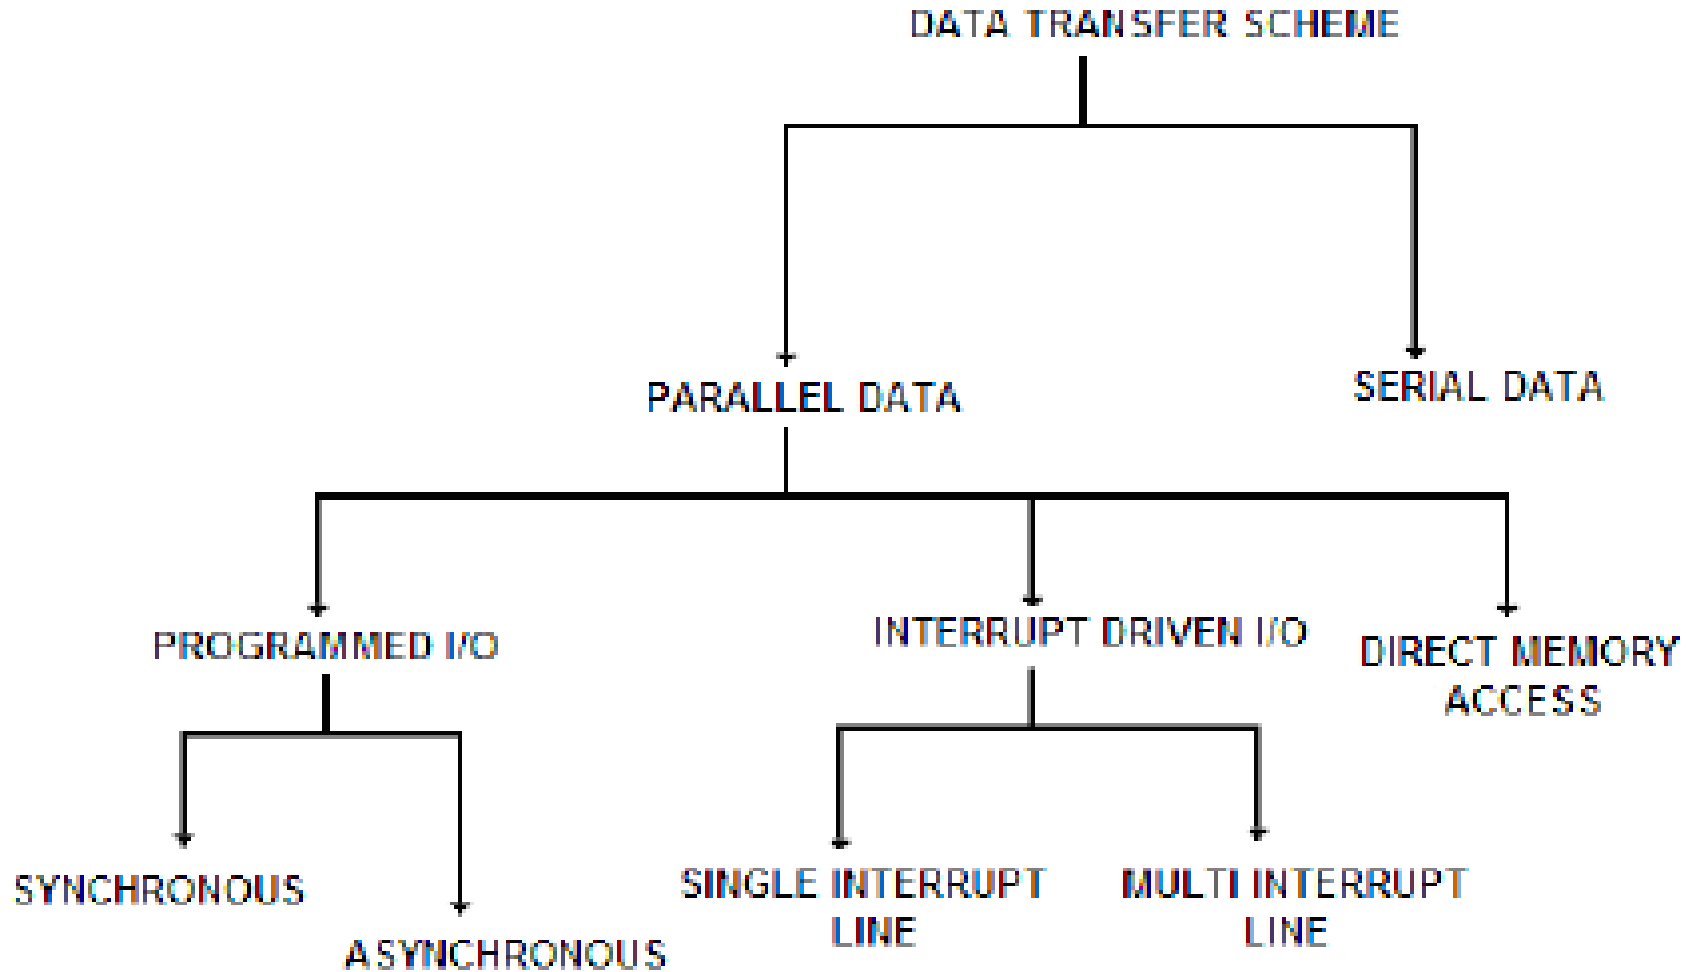 DATA TRANSFER SCHEME
PARALLEL DATA
SERIAL DATA
PROGRAMMED I/O
INTERRUPT DRIVEN I/O
DIRECT MEMORY
ACCESS
SYNCHRONOUS
ASYNCHRONOUS
SINGLE INTERRUPT
LINE
MULTI INTERRUPT
LINE